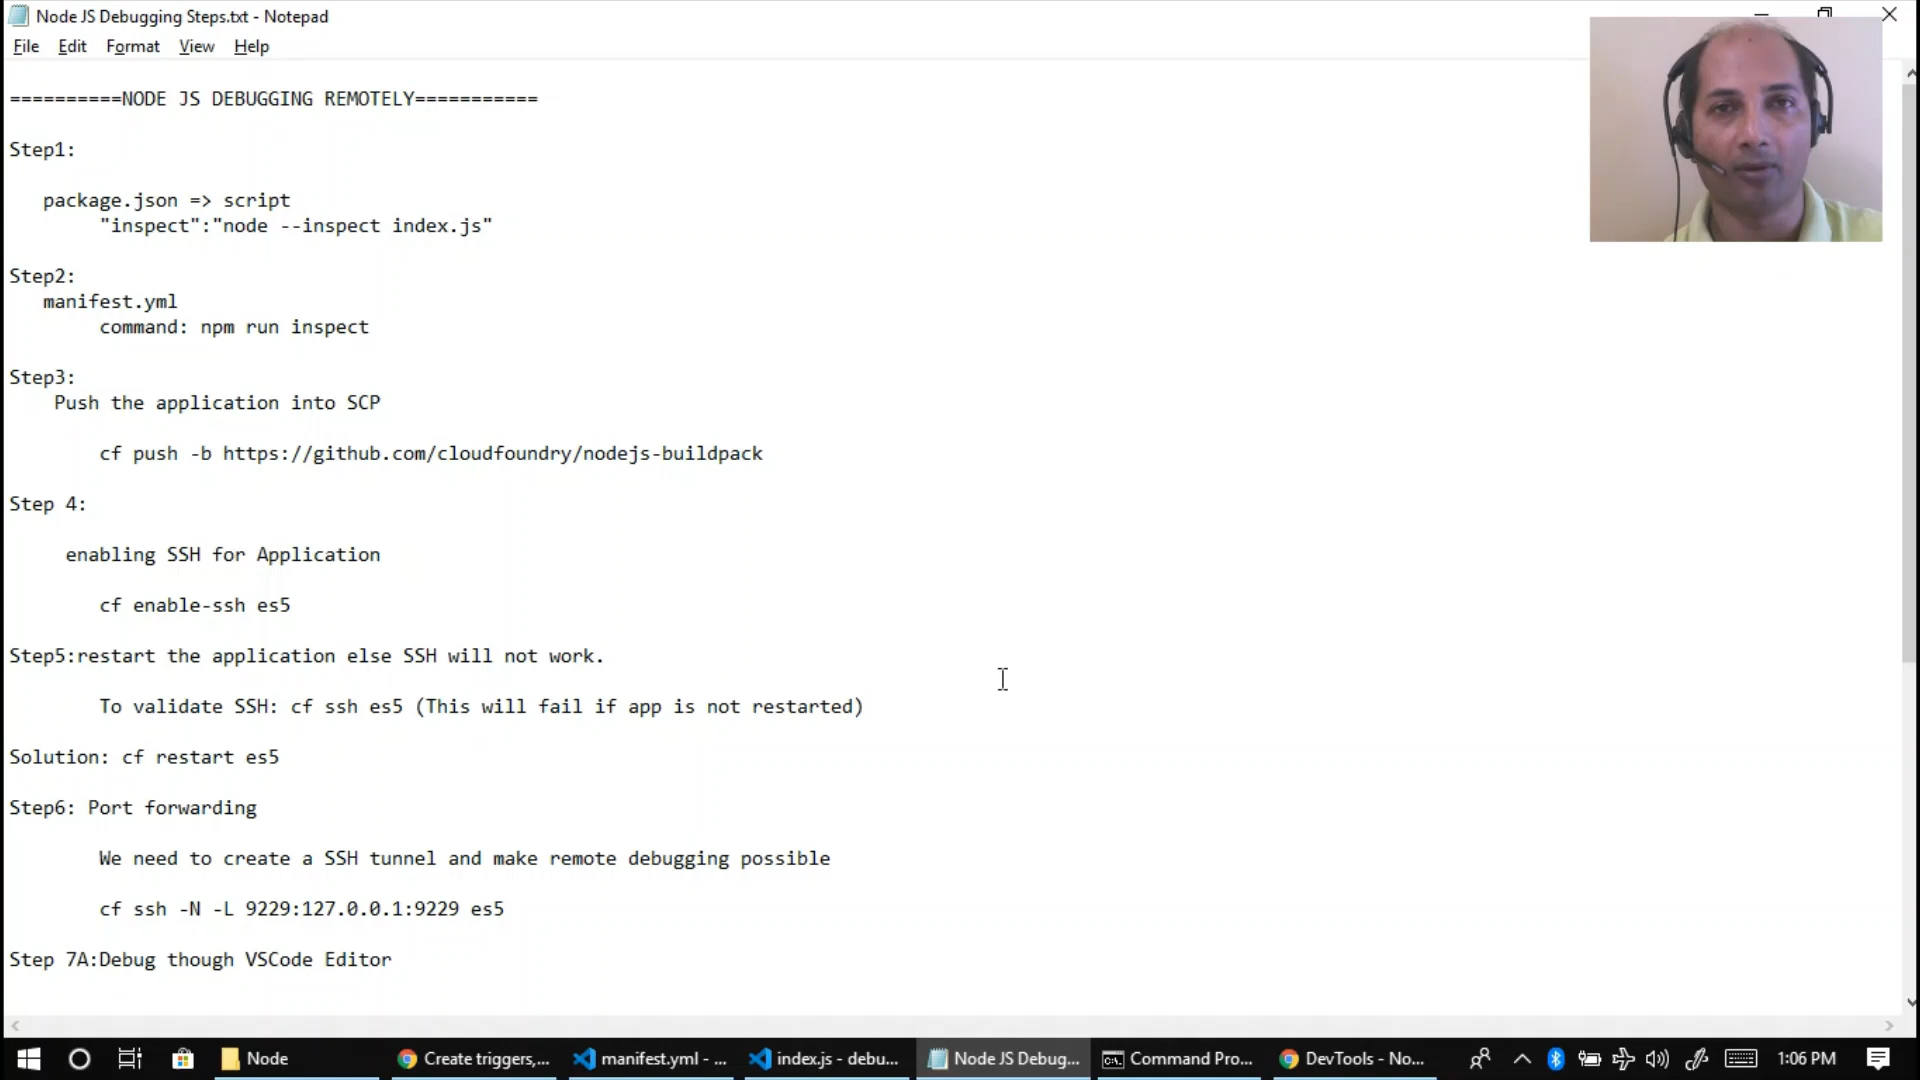 Node JS Debugging Steps.txt - Notepad
File Edit Format View Help
==========NODE JS DEBUGGING REMOTELY===========
Step1:
package.json => script
"inspect":"node --inspect index.js"
Step2:
manifest.yml
command: npm run inspect
Step3:
Push the application into SCP
cf push -b https://github.com/cloudfoundry/nodejs-buildpack
Step 4:
enabling SSH for Application
cf enable-ssh es5
Step5:restart the application else SSH will not work.
To validate SSH: cf ssh es5 (This will fail if app is not restarted)
Solution: cf restart es5
Step6: Port forwarding
We need to create a SSH tunnel and make remote debugging possible
cf ssh -N -L 9229:127.0.0.1:9229 es5
Step 7A:Debug though VSCode Editor
Node Create triggers,... manifest.yml - ... index.js - debu... Node JS Debug... Command Pro... DevTools - No... 1:06 PM